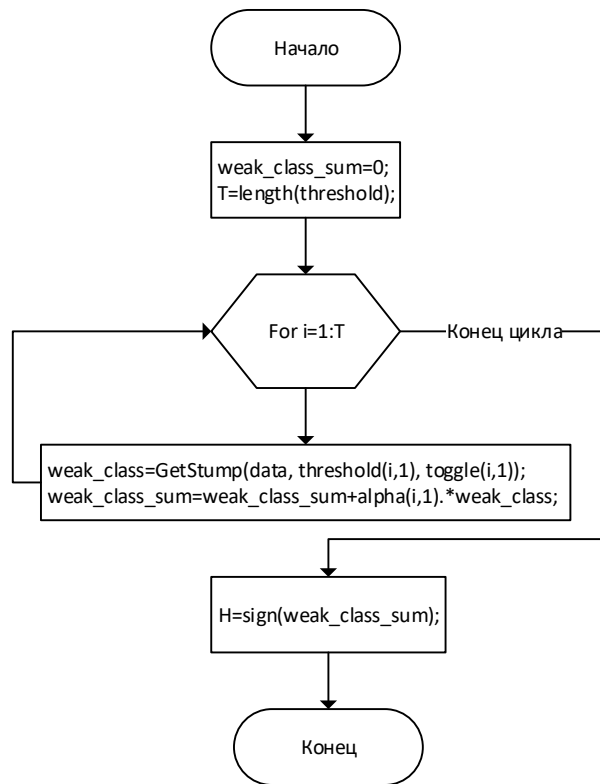 Начало
weak_class_sum=0;
T=length(threshold);
For i=1:T
Конец цикла
weak_class=GetStump(data, threshold(i,1), toggle(i,1));
weak_class_sum=weak_class_sum+alpha(i,1).*weak_class;
H=sign(weak_class_sum);
Конец